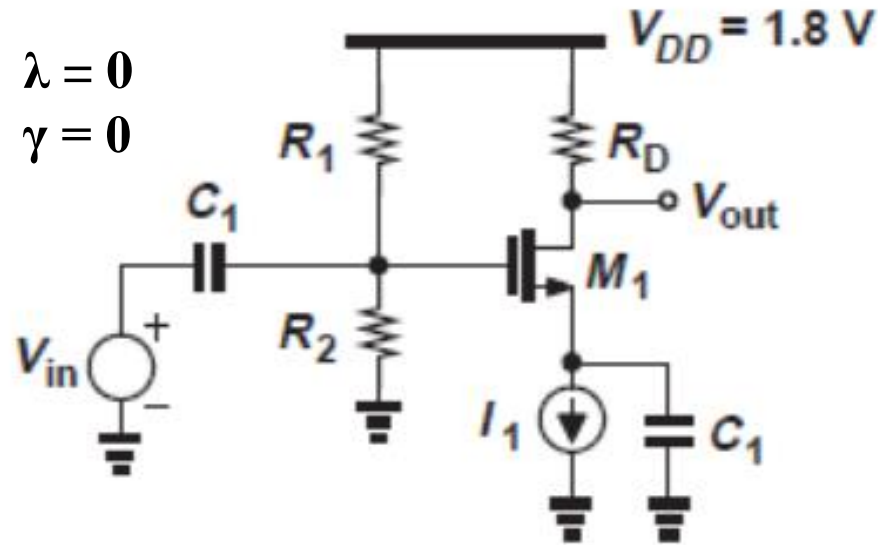 V_DD = 1.8 V
λ = 0
γ = 0
R₁
R_D
C₁
V_out
M₁
R₂
V_in
+
−
I₁
C₁